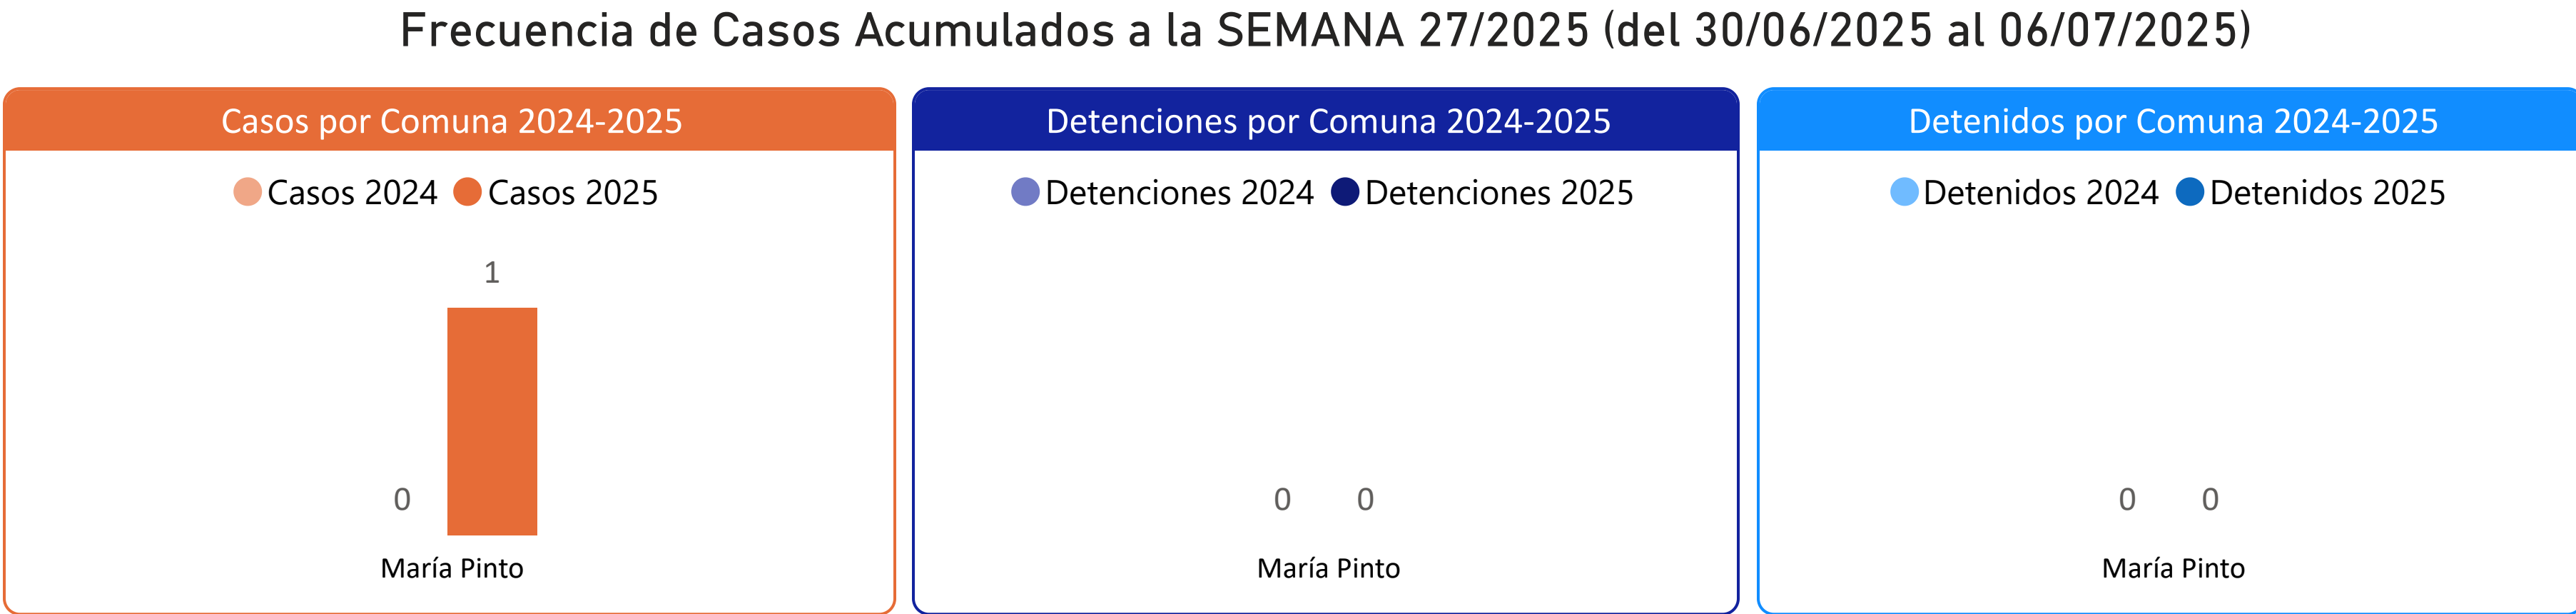 Frecuencia de Casos Acumulados a la SEMANA 27/2025 (del 30/06/2025 al 06/07/2025)
Casos por Comuna 2024-2025
Casos 2024 Casos 2025
1
0
María Pinto
Detenciones por Comuna 2024-2025
Detenciones 2024 Detenciones 2025
0 0
María Pinto
Detenidos por Comuna 2024-2025
Detenidos 2024 Detenidos 2025
0 0
María Pinto